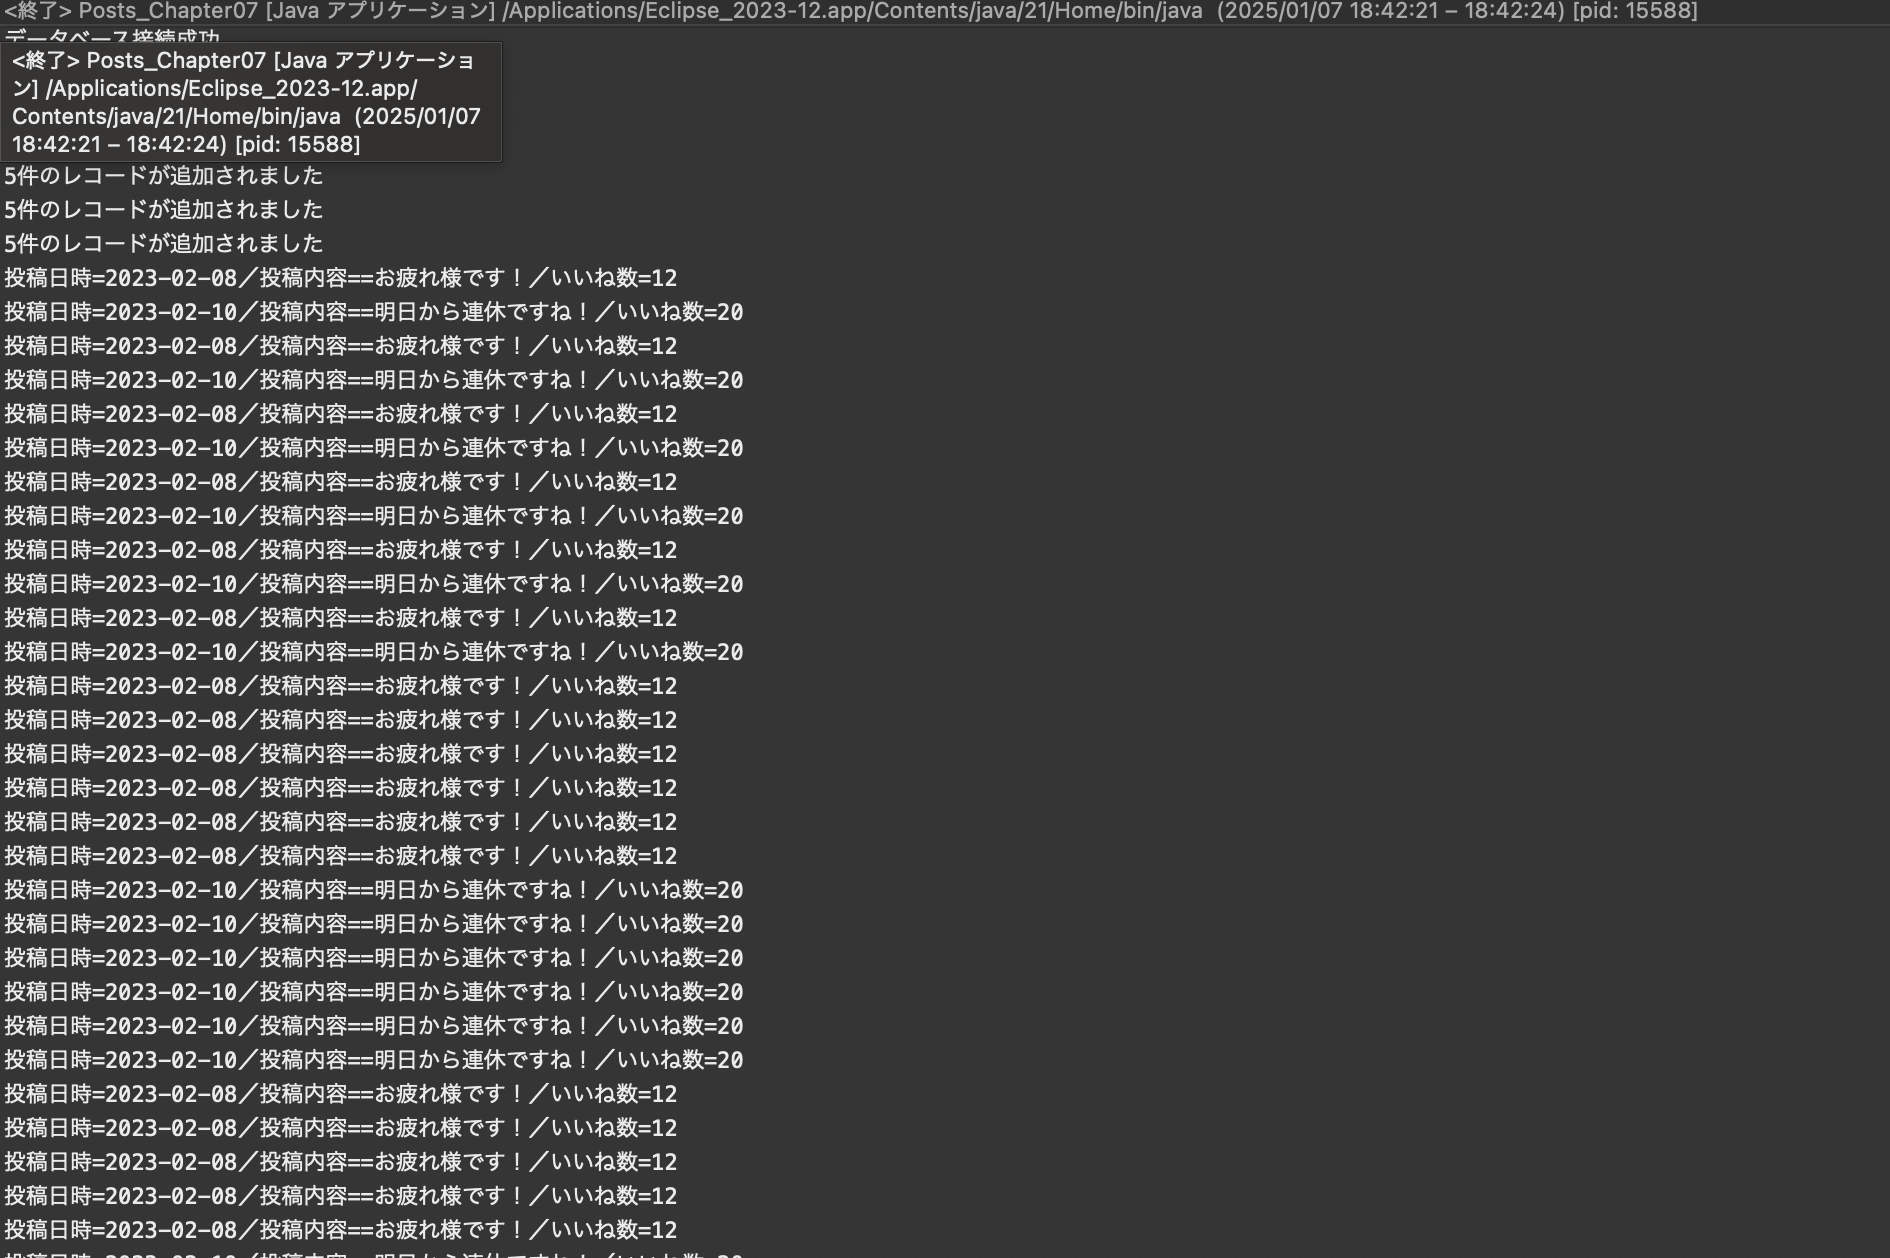 <終了> Posts_Chapter07 [Java アプリケーション] /Applications/Eclipse_2023-12.app/Contents/java/21/Home/bin/java  (2025/01/07 18:42:21 – 18:42:24) [pid: 15588]
データベース接続成功
<終了> Posts_Chapter07 [Java アプリケーショ
ン] /Applications/Eclipse_2023-12.app/
Contents/java/21/Home/bin/java  (2025/01/07
18:42:21 – 18:42:24) [pid: 15588]
5件のレコードが追加されました
5件のレコードが追加されました
5件のレコードが追加されました
投稿日時=2023-02-08／投稿内容==お疲れ様です！／いいね数=12
投稿日時=2023-02-10／投稿内容==明日から連休ですね！／いいね数=20
投稿日時=2023-02-08／投稿内容==お疲れ様です！／いいね数=12
投稿日時=2023-02-10／投稿内容==明日から連休ですね！／いいね数=20
投稿日時=2023-02-08／投稿内容==お疲れ様です！／いいね数=12
投稿日時=2023-02-10／投稿内容==明日から連休ですね！／いいね数=20
投稿日時=2023-02-08／投稿内容==お疲れ様です！／いいね数=12
投稿日時=2023-02-10／投稿内容==明日から連休ですね！／いいね数=20
投稿日時=2023-02-08／投稿内容==お疲れ様です！／いいね数=12
投稿日時=2023-02-10／投稿内容==明日から連休ですね！／いいね数=20
投稿日時=2023-02-08／投稿内容==お疲れ様です！／いいね数=12
投稿日時=2023-02-10／投稿内容==明日から連休ですね！／いいね数=20
投稿日時=2023-02-08／投稿内容==お疲れ様です！／いいね数=12
投稿日時=2023-02-08／投稿内容==お疲れ様です！／いいね数=12
投稿日時=2023-02-08／投稿内容==お疲れ様です！／いいね数=12
投稿日時=2023-02-08／投稿内容==お疲れ様です！／いいね数=12
投稿日時=2023-02-08／投稿内容==お疲れ様です！／いいね数=12
投稿日時=2023-02-08／投稿内容==お疲れ様です！／いいね数=12
投稿日時=2023-02-10／投稿内容==明日から連休ですね！／いいね数=20
投稿日時=2023-02-10／投稿内容==明日から連休ですね！／いいね数=20
投稿日時=2023-02-10／投稿内容==明日から連休ですね！／いいね数=20
投稿日時=2023-02-10／投稿内容==明日から連休ですね！／いいね数=20
投稿日時=2023-02-10／投稿内容==明日から連休ですね！／いいね数=20
投稿日時=2023-02-10／投稿内容==明日から連休ですね！／いいね数=20
投稿日時=2023-02-08／投稿内容==お疲れ様です！／いいね数=12
投稿日時=2023-02-08／投稿内容==お疲れ様です！／いいね数=12
投稿日時=2023-02-08／投稿内容==お疲れ様です！／いいね数=12
投稿日時=2023-02-08／投稿内容==お疲れ様です！／いいね数=12
投稿日時=2023-02-08／投稿内容==お疲れ様です！／いいね数=12